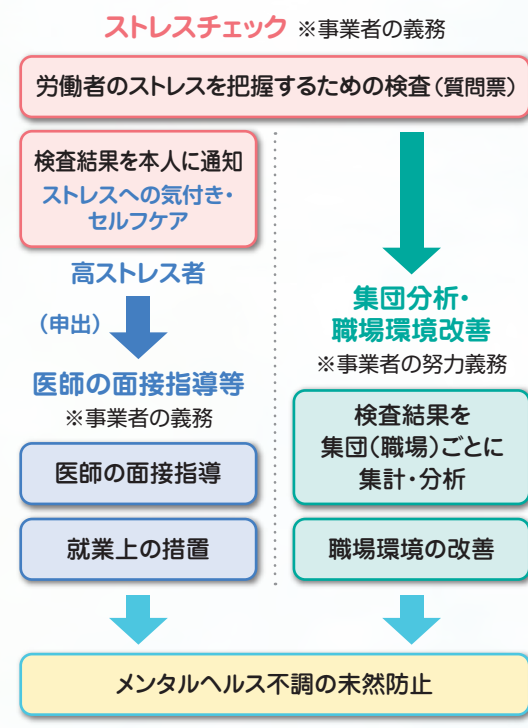 ストレスチェック ※事業者の義務
労働者のストレスを把握するための検査(質問票)
検査結果を本人に通知
ストレスへの気付き・
セルフケア
高ストレス者
(申出)
医師の面接指導等
※事業者の義務
医師の面接指導
就業上の措置
集団分析・
職場環境改善
※事業者の努力義務
検査結果を
集団(職場)ごとに
集計・分析
職場環境の改善
メンタルヘルス不調の未然防止